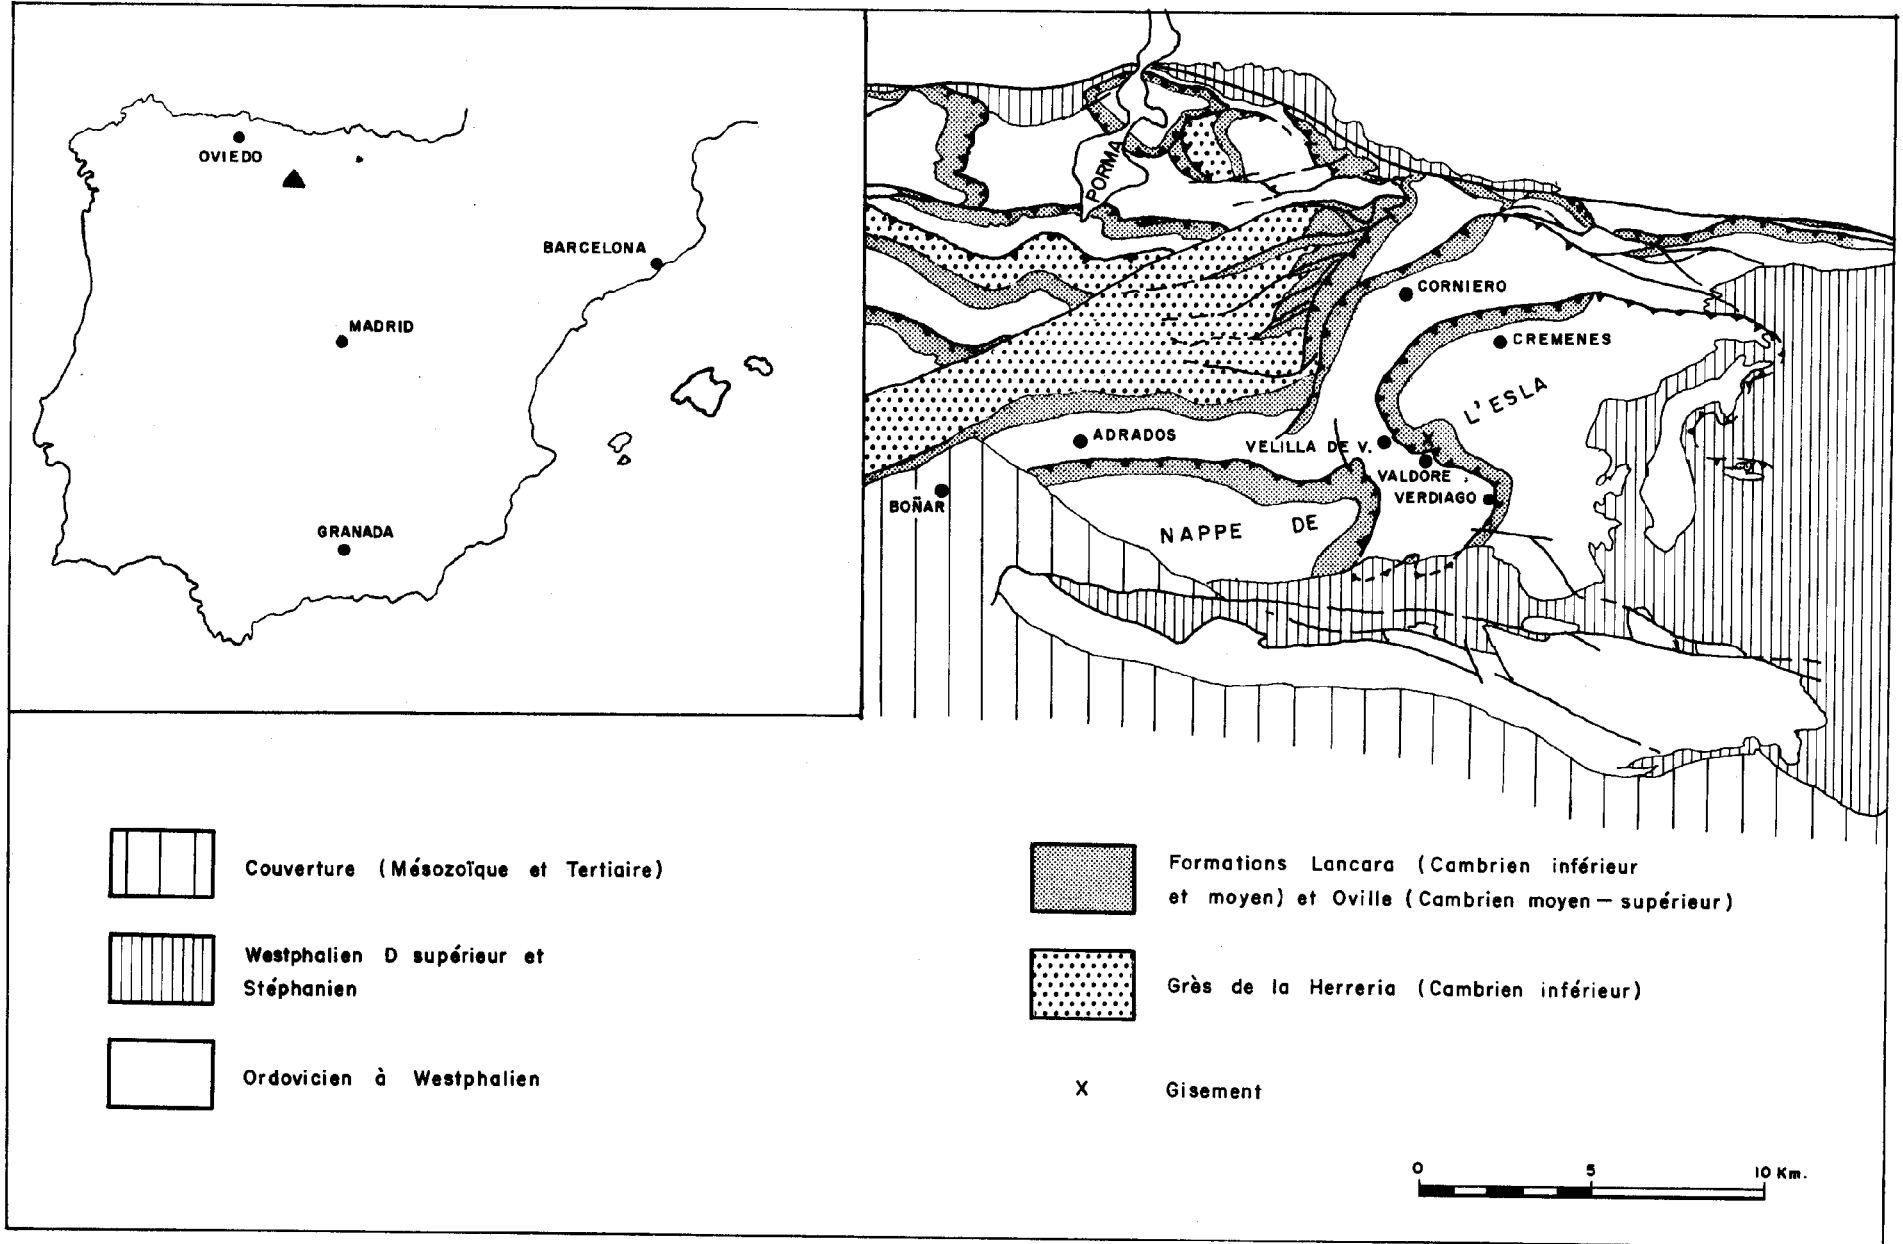 OVIEDO
BARCELONA
MADRID
GRANADA
PORMA
CORNIERO
CREMENES
L'ESLA
ADRADOS
VELILLA DE V.
VALDORE
VERDIAGO
BOÑAR
NAPPE DE
Couverture (Mésozoïque et Tertiaire)
Westphalien D supérieur et
Stéphanien
Ordovicien à Westphalien
Formations Lancara (Cambrien inférieur
et moyen) et Oville (Cambrien moyen — supérieur)
Grès de la Herreria (Cambrien inférieur)
X Gisement
0 5 10 Km.